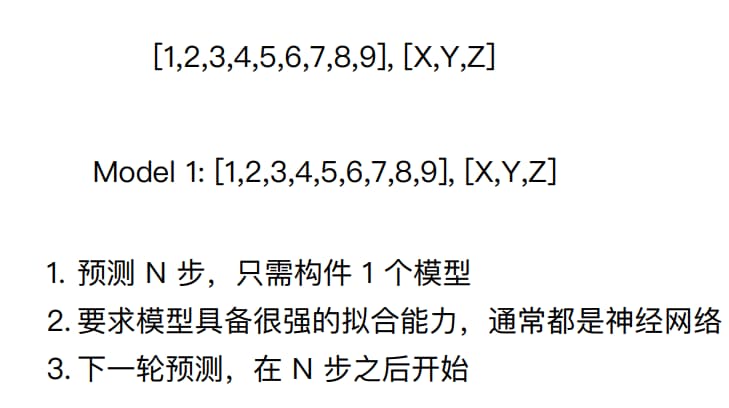 [1,2,3,4,5,6,7,8,9], [X,Y,Z]
Model 1: [1,2,3,4,5,6,7,8,9], [X,Y,Z]
1. 预测 N 步，只需构件 1 个模型
2. 要求模型具备很强的拟合能力，通常都是神经网络
3. 下一轮预测，在 N 步之后开始